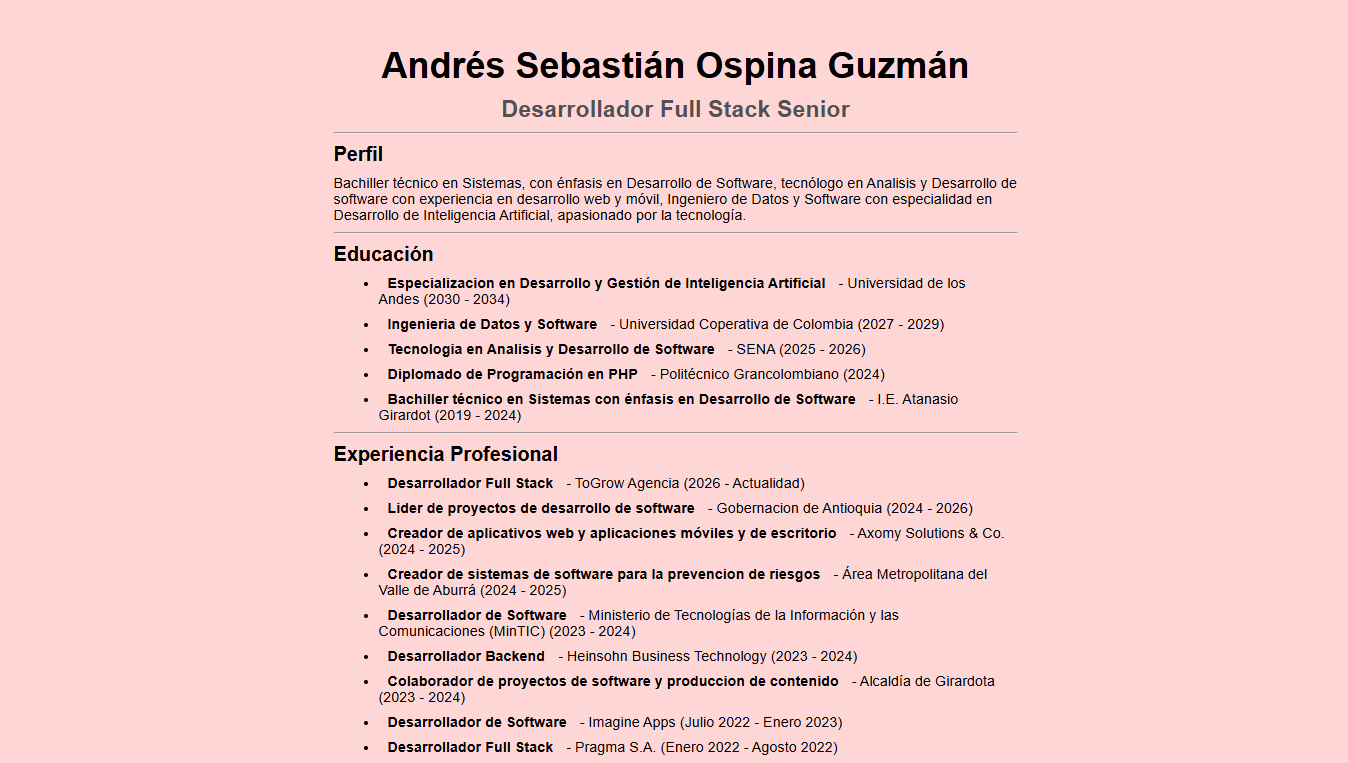 Andrés Sebastián Ospina Guzmán
Desarrollador Full Stack Senior
Perfil
Bachiller técnico en Sistemas, con énfasis en Desarrollo de Software, tecnólogo en Analisis y Desarrollo de
software con experiencia en desarrollo web y móvil, Ingeniero de Datos y Software con especialidad en
Desarrollo de Inteligencia Artificial, apasionado por la tecnología.
Educación
• Especializacion en Desarrollo y Gestión de Inteligencia Artificial - Universidad de los
Andes (2030 - 2034)
• Ingenieria de Datos y Software - Universidad Coperativa de Colombia (2027 - 2029)
• Tecnologia en Analisis y Desarrollo de Software - SENA (2025 - 2026)
• Diplomado de Programación en PHP - Politécnico Grancolombiano (2024)
• Bachiller técnico en Sistemas con énfasis en Desarrollo de Software - I.E. Atanasio
Girardot (2019 - 2024)
Experiencia Profesional
• Desarrollador Full Stack - ToGrow Agencia (2026 - Actualidad)
• Lider de proyectos de desarrollo de software - Gobernacion de Antioquia (2024 - 2026)
• Creador de aplicativos web y aplicaciones móviles y de escritorio - Axomy Solutions & Co.
(2024 - 2025)
• Creador de sistemas de software para la prevencion de riesgos - Área Metropolitana del
Valle de Aburrá (2024 - 2025)
• Desarrollador de Software - Ministerio de Tecnologías de la Información y las
Comunicaciones (MinTIC) (2023 - 2024)
• Desarrollador Backend - Heinsohn Business Technology (2023 - 2024)
• Colaborador de proyectos de software y produccion de contenido - Alcaldía de Girardota
(2023 - 2024)
• Desarrollador de Software - Imagine Apps (Julio 2022 - Enero 2023)
• Desarrollador Full Stack - Pragma S.A. (Enero 2022 - Agosto 2022)